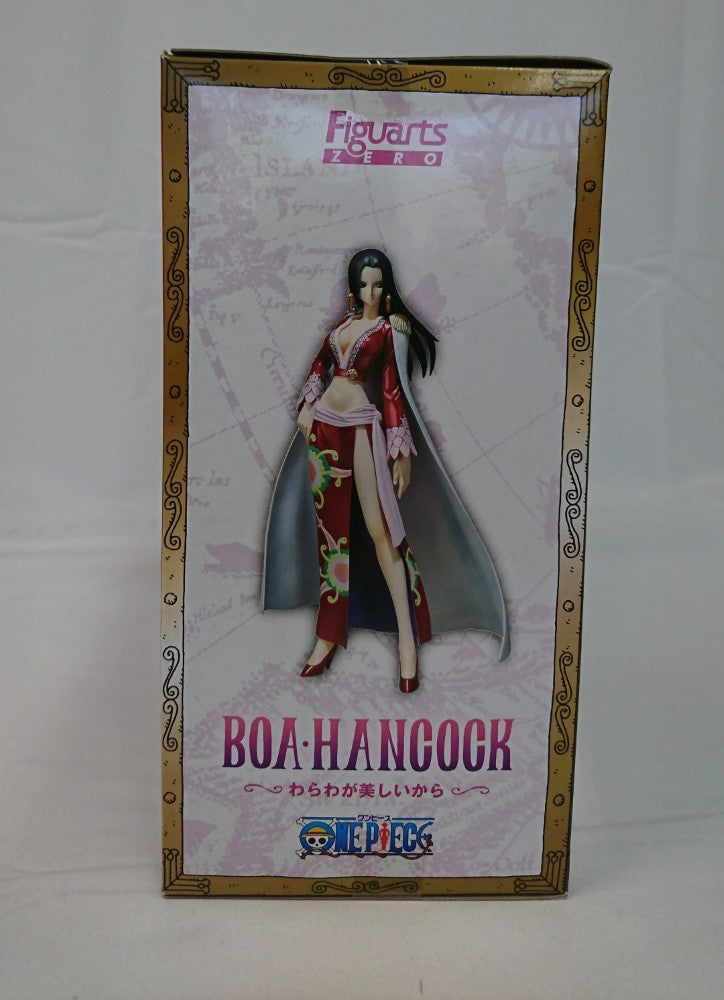 Figuarts
ZERO
ISLAND
BOA·HANCOCK
わらわが美しいから
ワンピース
ONE PIECE